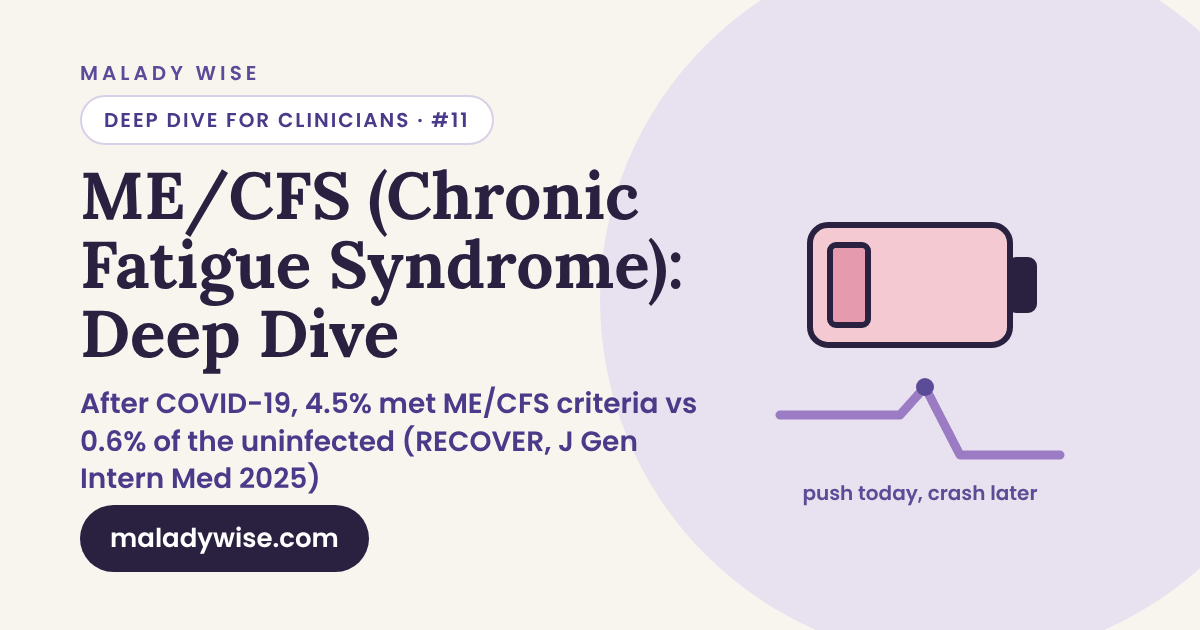 MALADY WISE
DEEP DIVE FOR CLINICIANS · #11
ME/CFS (Chronic
Fatigue Syndrome):
Deep Dive
After COVID-19, 4.5% met ME/CFS criteria vs
0.6% of the uninfected (RECOVER, J Gen
Intern Med 2025)
maladywise.com
push today, crash later